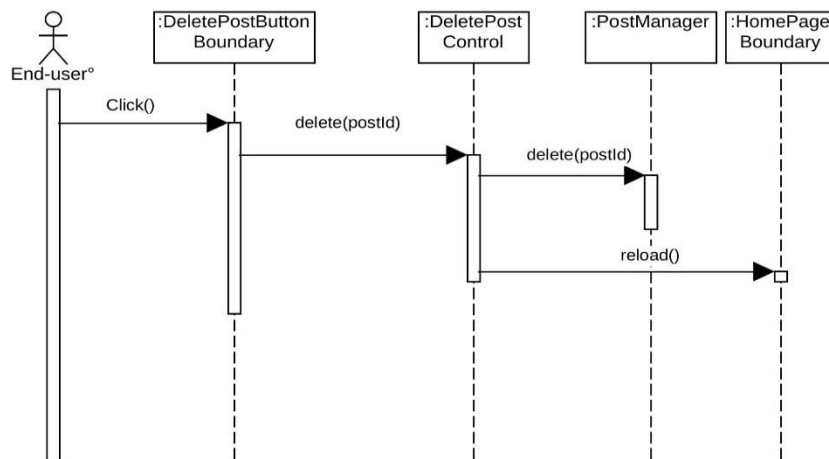 :DeletePostButton
Boundary
:DeletePost
Control
:PostManager
:HomePage
Boundary
End-user°
Click()
delete(postId)
delete(postId)
reload()